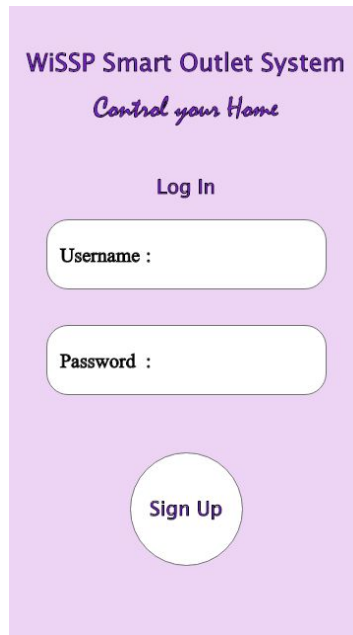 WiSSP Smart Outlet System
Control your Home
Log In
Username :
Password :
Sign Up